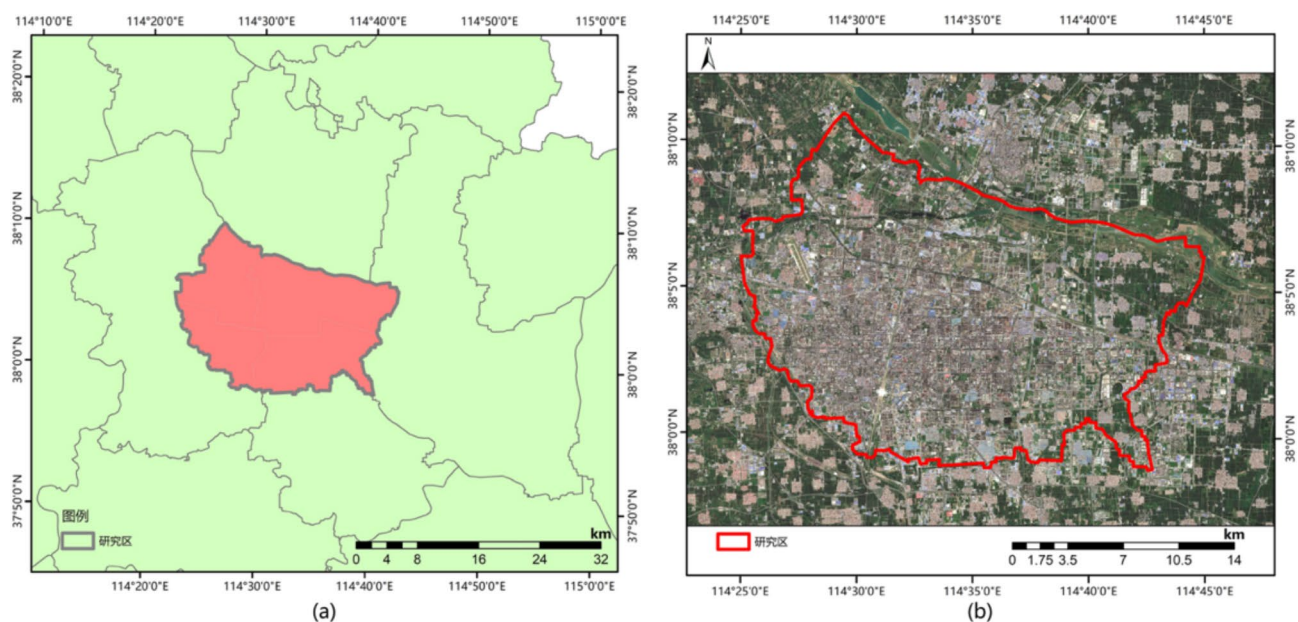 114°10'0"E 114°20'0"E 114°30'0"E 114°40'0"E 114°50'0"E 115°0'0"E
38°20'0"N
38°10'0"N
38°0'0"N
37°50'0"N
38°20'0"N
38°10'0"N
38°0'0"N
37°50'0"N
图例
研究区
km
0 4 8 16 24 32
114°20'0"E 114°30'0"E 114°40'0"E 114°50'0"E 115°0'0"E
(a)
114°25'0"E 114°30'0"E 114°35'0"E 114°40'0"E 114°45'0"E
N
38°10'0"N
38°5'0"N
38°0'0"N
38°10'0"N
38°5'0"N
38°0'0"N
研究区
km
0 1.75 3.5 7 10.5 14
114°25'0"E 114°30'0"E 114°35'0"E 114°40'0"E 114°45'0"E
(b)